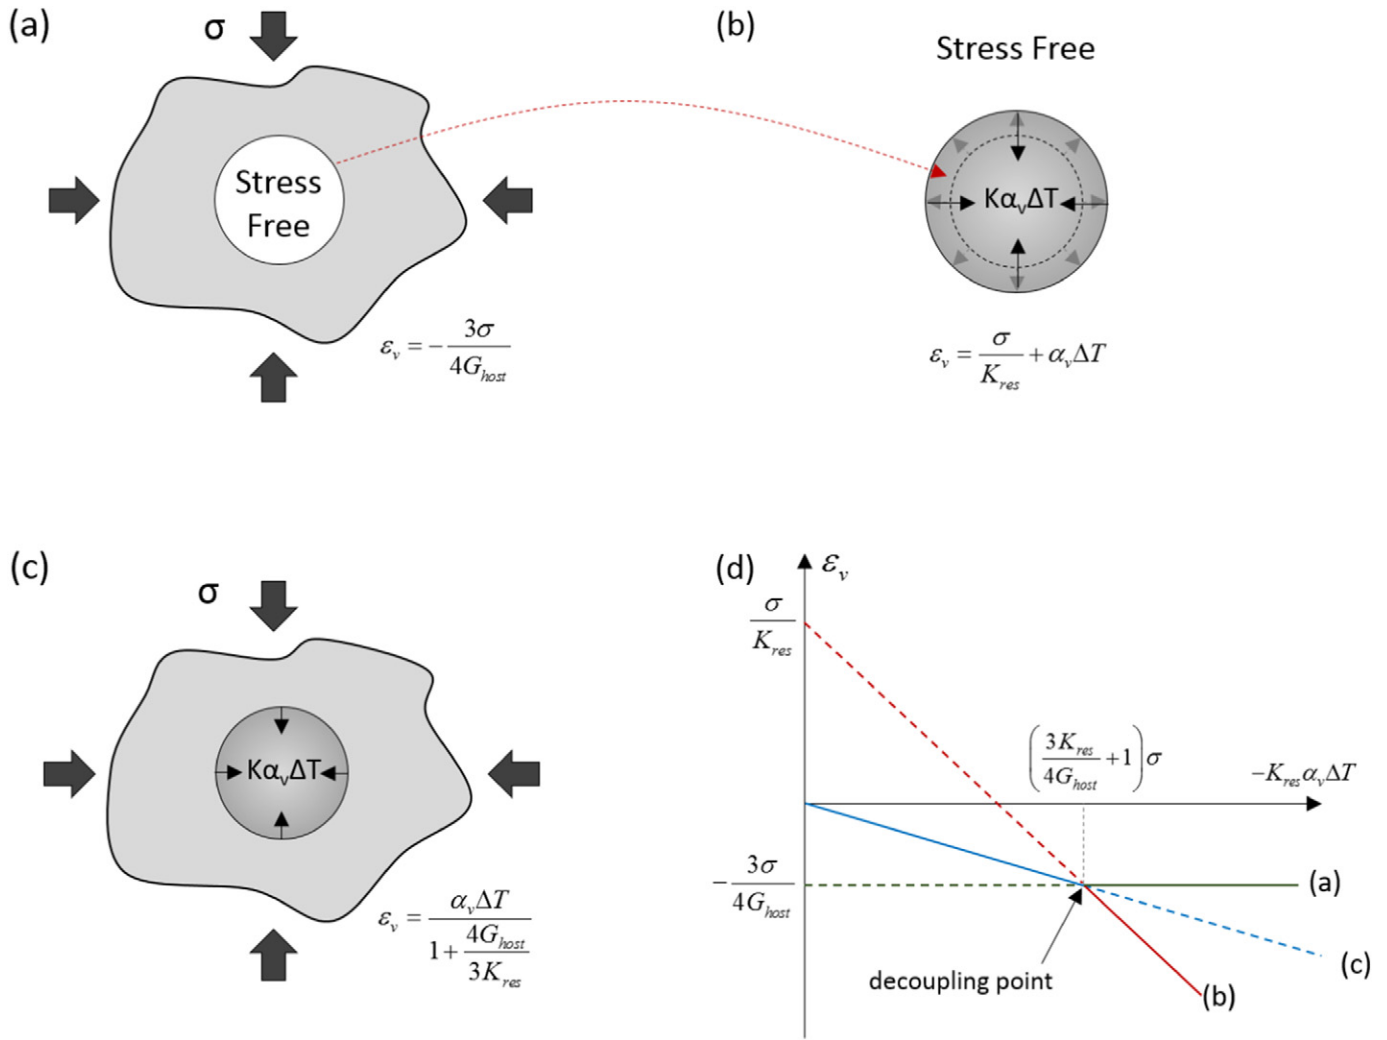 (a)
σ
Stress
Free
ε_v = −3σ/4G_host
(b)
Stress Free
Kα_vΔT
ε_v = σ/K_res + α_vΔT
(c)
σ
Kα_vΔT
ε_v = α_vΔT/(1 + 4G_host/3K_res)
(d)
ε_v
σ/K_res
(3K_res/4G_host + 1)σ
−K_resα_vΔT
−3σ/4G_host
(a)
(c)
decoupling point
(b)